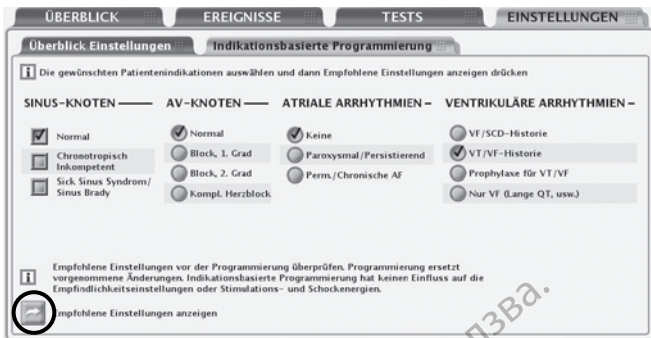 ÜBERBLICK EREIGNISSE TESTS EINSTELLUNGEN
Überblick Einstellungen Indikationsbasierte Programmierung
i Die gewünschten Patientenindikationen auswählen und dann Empfohlene Einstellungen anzeigen drücken
SINUS-KNOTEN AV-KNOTEN ATRIALE ARRHYTHMIEN VENTRIKULÄRE ARRHYTHMIEN
Normal Normal Keine VF/SCD-Historie
Chronotropisch Inkompetent Block, 1. Grad Paroxysmal/Persistierend VT/VF-Historie
Sick Sinus Syndrom/ Sinus Brady Block, 2. Grad Perm./Chronische AF Prophylaxe für VT/VF
Kompl. Herzblock Nur VF (Lange QT, usw.)
Empfohlene Einstellungen vor der Programmierung überprüfen. Programmierung ersetzt
i vorgenommene Änderungen. Indikationsbasierte Programmierung hat keinen Einfluss auf die
Empfindlichkeitseinstellungen oder Stimulations- und Schockenergien.
Empfohlene Einstellungen anzeigen